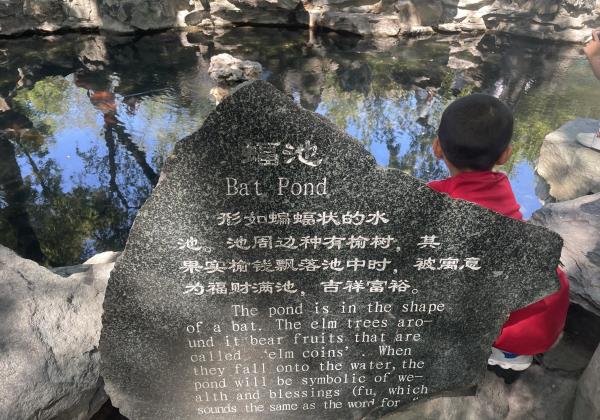 蝠池
Bat Pond
形如蝙蝠状的水
池。池周边种有榆树，其
果实榆钱飘落池中时，被寓意
为福财满池，吉祥富裕。
The pond is in the shape
of a bat. The elm trees aro-
und it bear fruits that are
called, ‘elm coins’. When
they fall onto the water, the
pond will be symbolic of we-
alth and blessings (fu, which
sounds the same as the word for “